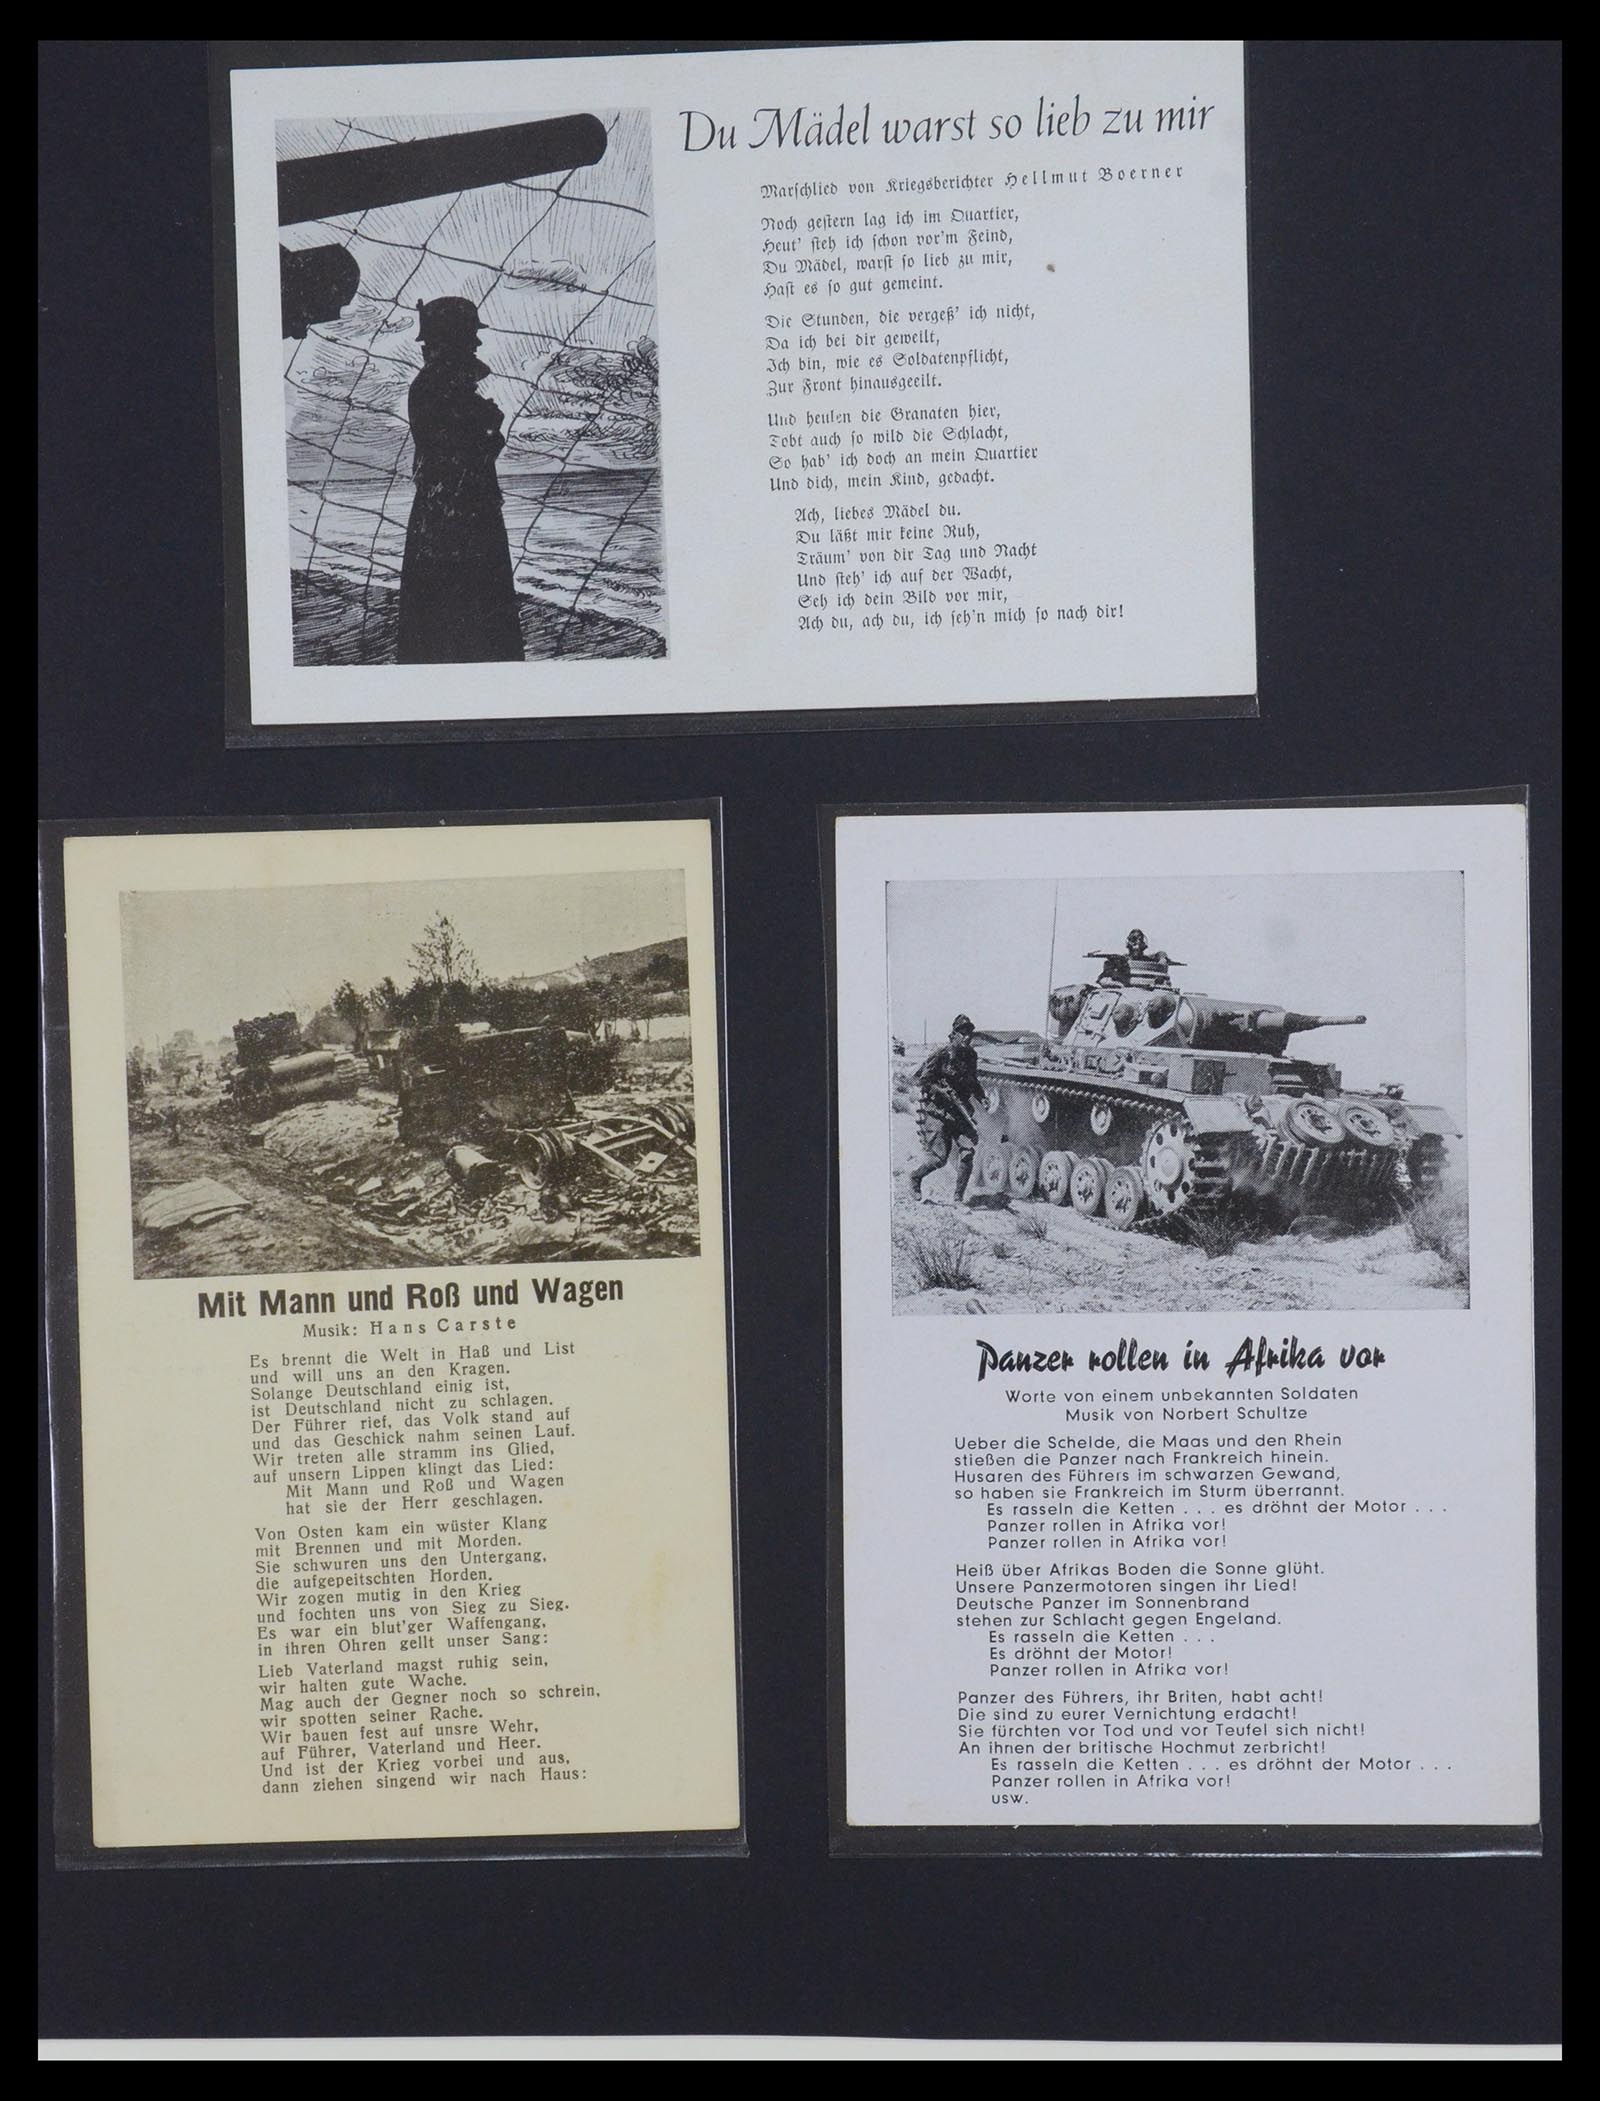 Du Mädel warst so lieb zu mir
Marschlied von Kriegsberichter Hellmut Boerner
Noch gestern lag ich im Quartier,
Heut' steh ich schon vor'm Feind,
Du Mädel, warst so lieb zu mir,
Hast es so gut gemeint.
Die Stunden, die vergeß' ich nicht,
Da ich bei dir geweilt,
Ich bin, wie es Soldatenpflicht,
Zur Front hinausgeeilt.
Und heulen die Granaten hier,
Tobt auch so wild die Schlacht,
So hab' ich doch an mein Quartier
Und dich, mein Kind, gedacht.
Ach, liebes Mädel du.
Du läßt mir keine Ruh,
Träum' von dir Tag und Nacht
Und steh' ich auf der Wacht,
Seh ich dein Bild vor mir,
Ach du, ach du, ich seh'n mich so nach dir!
Mit Mann und Roß und Wagen
Musik: Hans Carste
Es brennt die Welt in Haß und List
und will uns an den Kragen.
Solange Deutschland einig ist,
ist Deutschland nicht zu schlagen.
Der Führer rief, das Volk stand auf
und das Geschick nahm seinen Lauf.
Wir treten alle stramm ins Glied,
auf unsern Lippen klingt das Lied:
Mit Mann und Roß und Wagen
hat sie der Herr geschlagen.
Von Osten kam ein wüster Klang
mit Brennen und mit Morden.
Sie schwuren uns den Untergang,
die aufgepeitschten Horden.
Wir zogen mutig in den Krieg
und fochten uns von Sieg zu Sieg.
Es war ein blut'ger Waffengang,
in ihren Ohren gellt unser Sang:
Lieb Vaterland magst ruhig sein,
wir halten gute Wache.
Mag auch der Gegner noch so schrein,
wir spotten seiner Rache.
Wir bauen fest auf unsre Wehr,
auf Führer, Vaterland und Heer.
Und ist der Krieg vorbei und aus,
dann ziehen singend wir nach Haus:
Panzer rollen in Afrika vor
Worte von einem unbekannten Soldaten
Musik von Norbert Schultze
Ueber die Schelde, die Maas und den Rhein
stießen die Panzer nach Frankreich hinein.
Husaren des Führers im schwarzen Gewand,
so haben sie Frankreich im Sturm überrannt.
Es rasseln die Ketten . . . es dröhnt der Motor . . .
Panzer rollen in Afrika vor!
Panzer rollen in Afrika vor!
Heiß über Afrikas Boden die Sonne glüht.
Unsere Panzermotoren singen ihr Lied!
Deutsche Panzer im Sonnenbrand
stehen zur Schlacht gegen Engeland.
Es rasseln die Ketten . . .
Es dröhnt der Motor!
Panzer rollen in Afrika vor!
Panzer des Führers, ihr Briten, habt acht!
Die sind zu eurer Vernichtung erdacht!
Sie fürchten vor Tod und vor Teufel sich nicht!
An ihnen der britische Hochmut zerbricht!
Es rasseln die Ketten . . . es dröhnt der Motor . . .
Panzer rollen in Afrika vor!
usw.